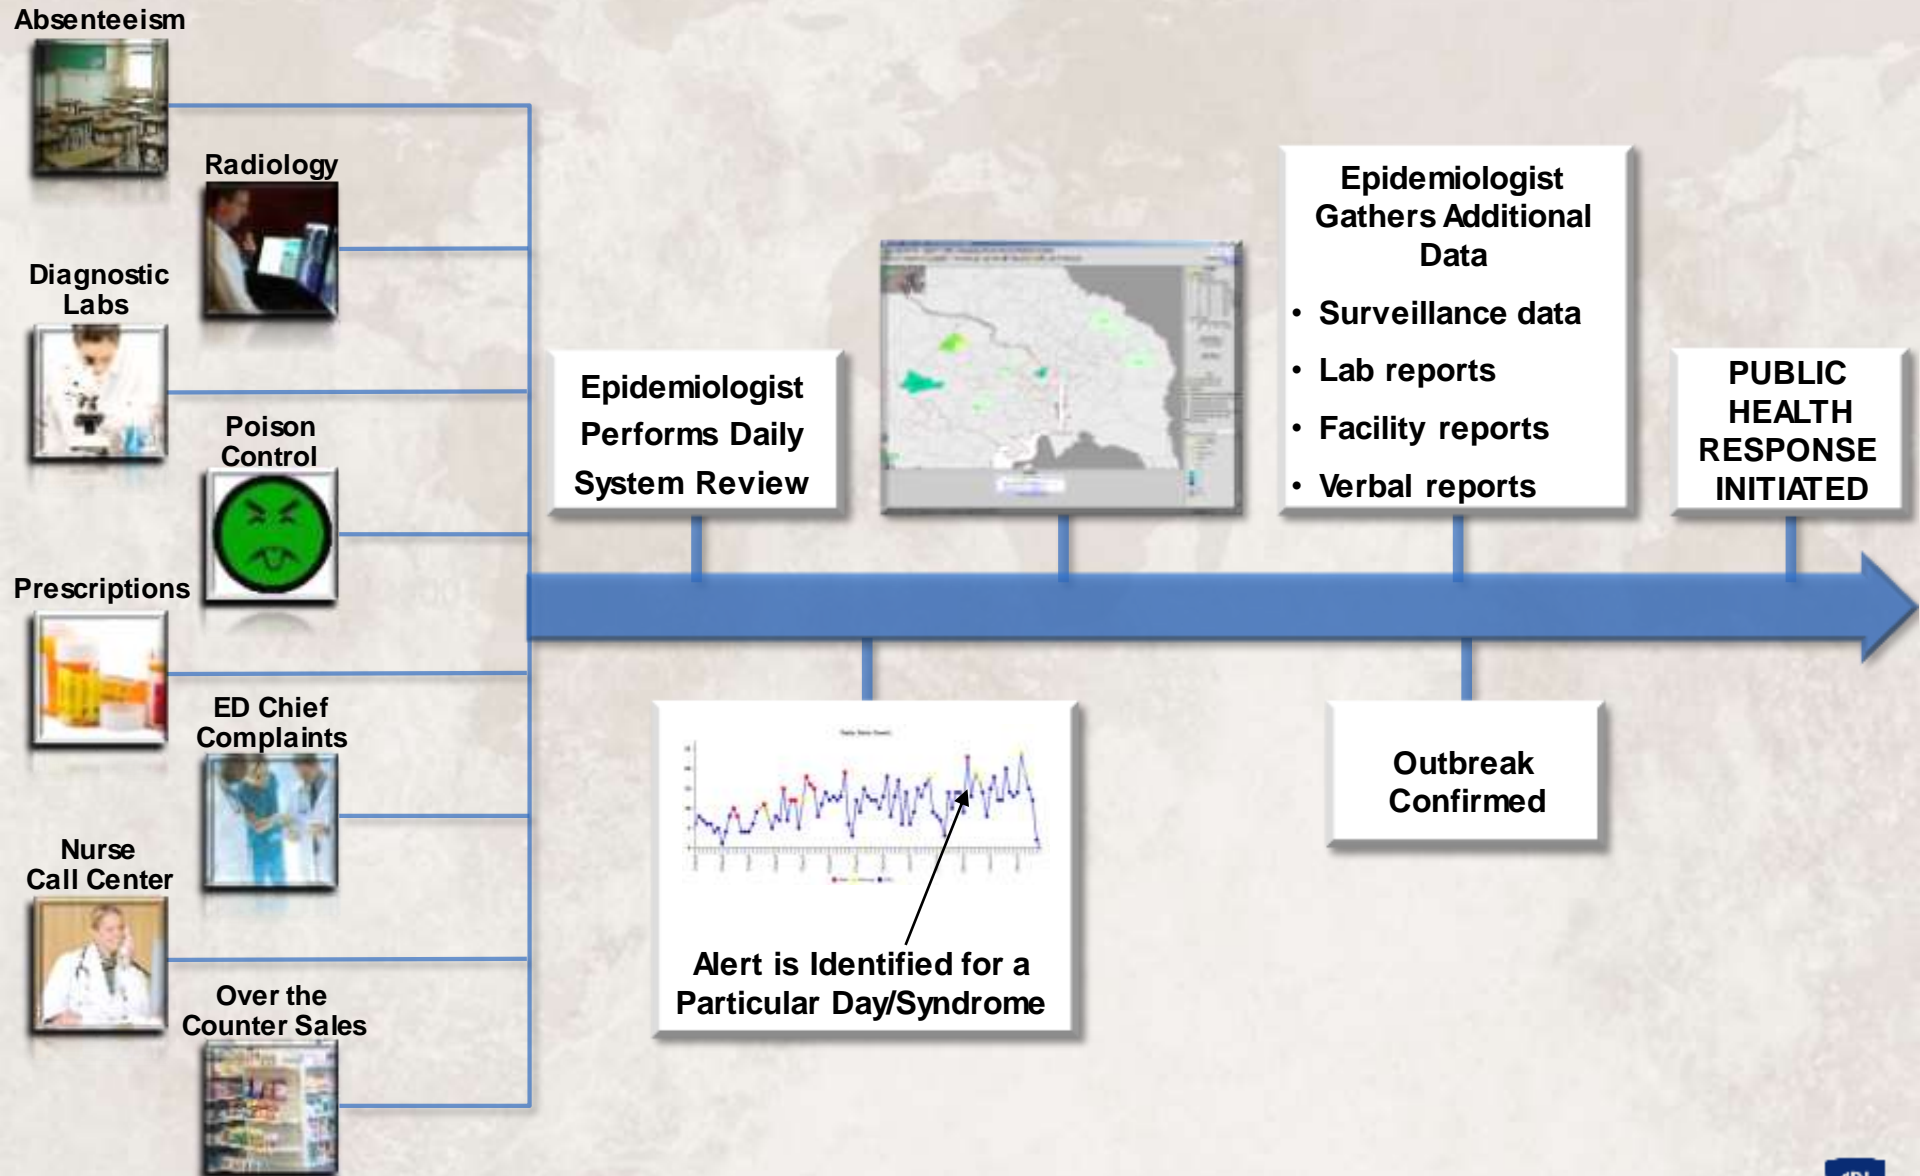 Absenteeism
Radiology
Diagnostic
Labs
Poison
Control
Prescriptions
ED Chief
Complaints
Nurse
Call Center
Over the
Counter Sales
Epidemiologist
Performs Daily
System Review
Alert is Identified for a
Particular Day/Syndrome
Epidemiologist
Gathers Additional
Data
• Surveillance data
• Lab reports
• Facility reports
• Verbal reports
Outbreak
Confirmed
PUBLIC
HEALTH
RESPONSE
INITIATED